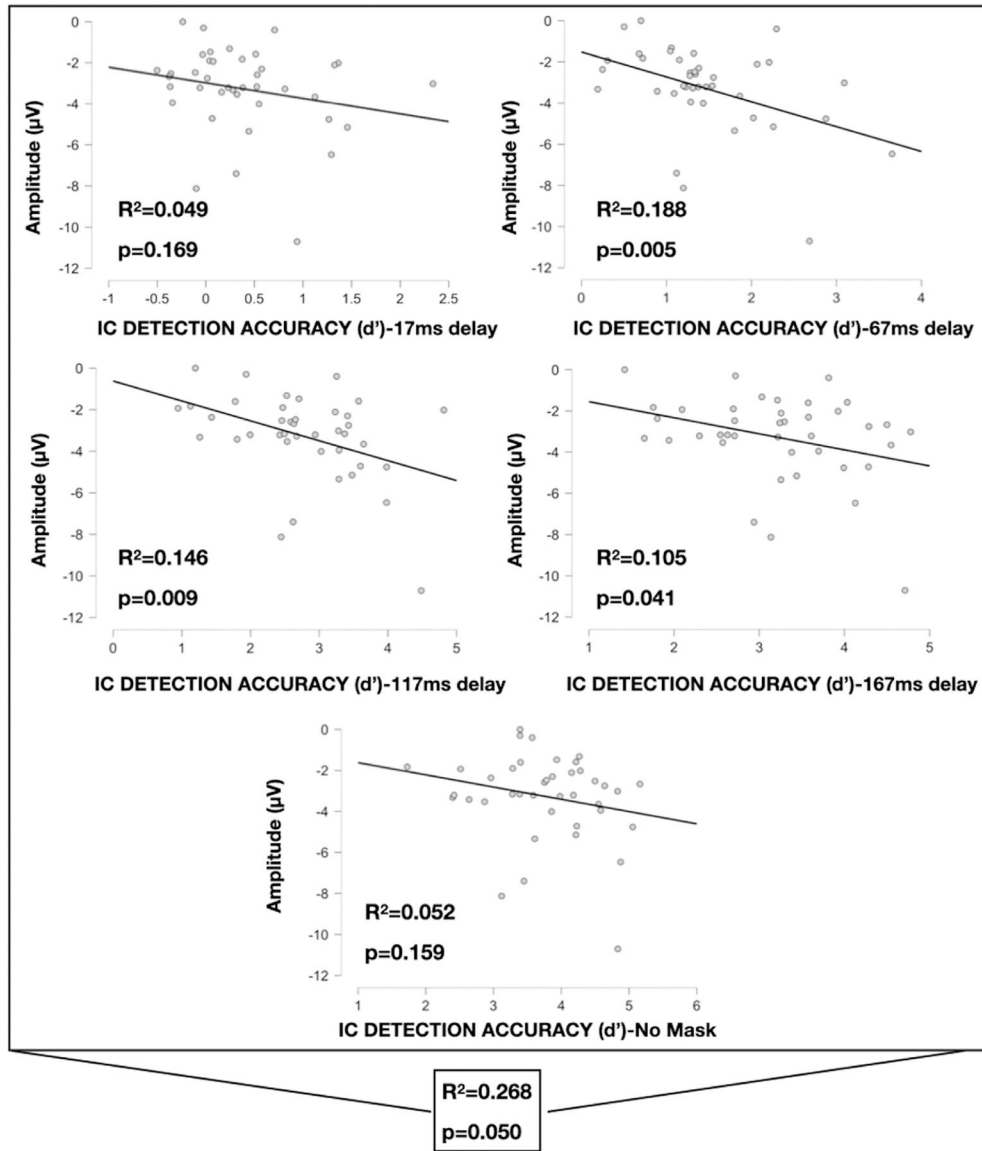 0
-2
-4
-6
-8
-10
-12
Amplitude (μV)
R²=0.049
p=0.169
-1 -0.5 0 0.5 1 1.5 2 2.5
IC DETECTION ACCURACY (d')-17ms delay
0
-2
-4
-6
-8
-10
-12
Amplitude (μV)
R²=0.188
p=0.005
0 1 2 3 4
IC DETECTION ACCURACY (d')-67ms delay
0
-2
-4
-6
-8
-10
-12
Amplitude (μV)
R²=0.146
p=0.009
0 1 2 3 4 5
IC DETECTION ACCURACY (d')-117ms delay
0
-2
-4
-6
-8
-10
-12
Amplitude (μV)
R²=0.105
p=0.041
1 2 3 4 5
IC DETECTION ACCURACY (d')-167ms delay
0
-2
-4
-6
-8
-10
-12
Amplitude (μV)
R²=0.052
p=0.159
1 2 3 4 5 6
IC DETECTION ACCURACY (d')-No Mask
R²=0.268
p=0.050